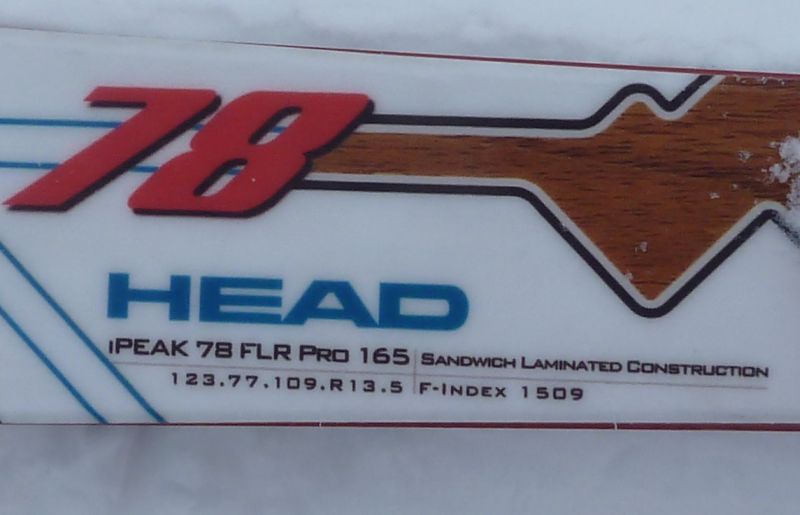 78
HEAD
iPEAK 78 FLR PRO 165 SANDWICH LAMINATED CONSTRUCTION
123.77.109.R13.5 F-INDEX 1509